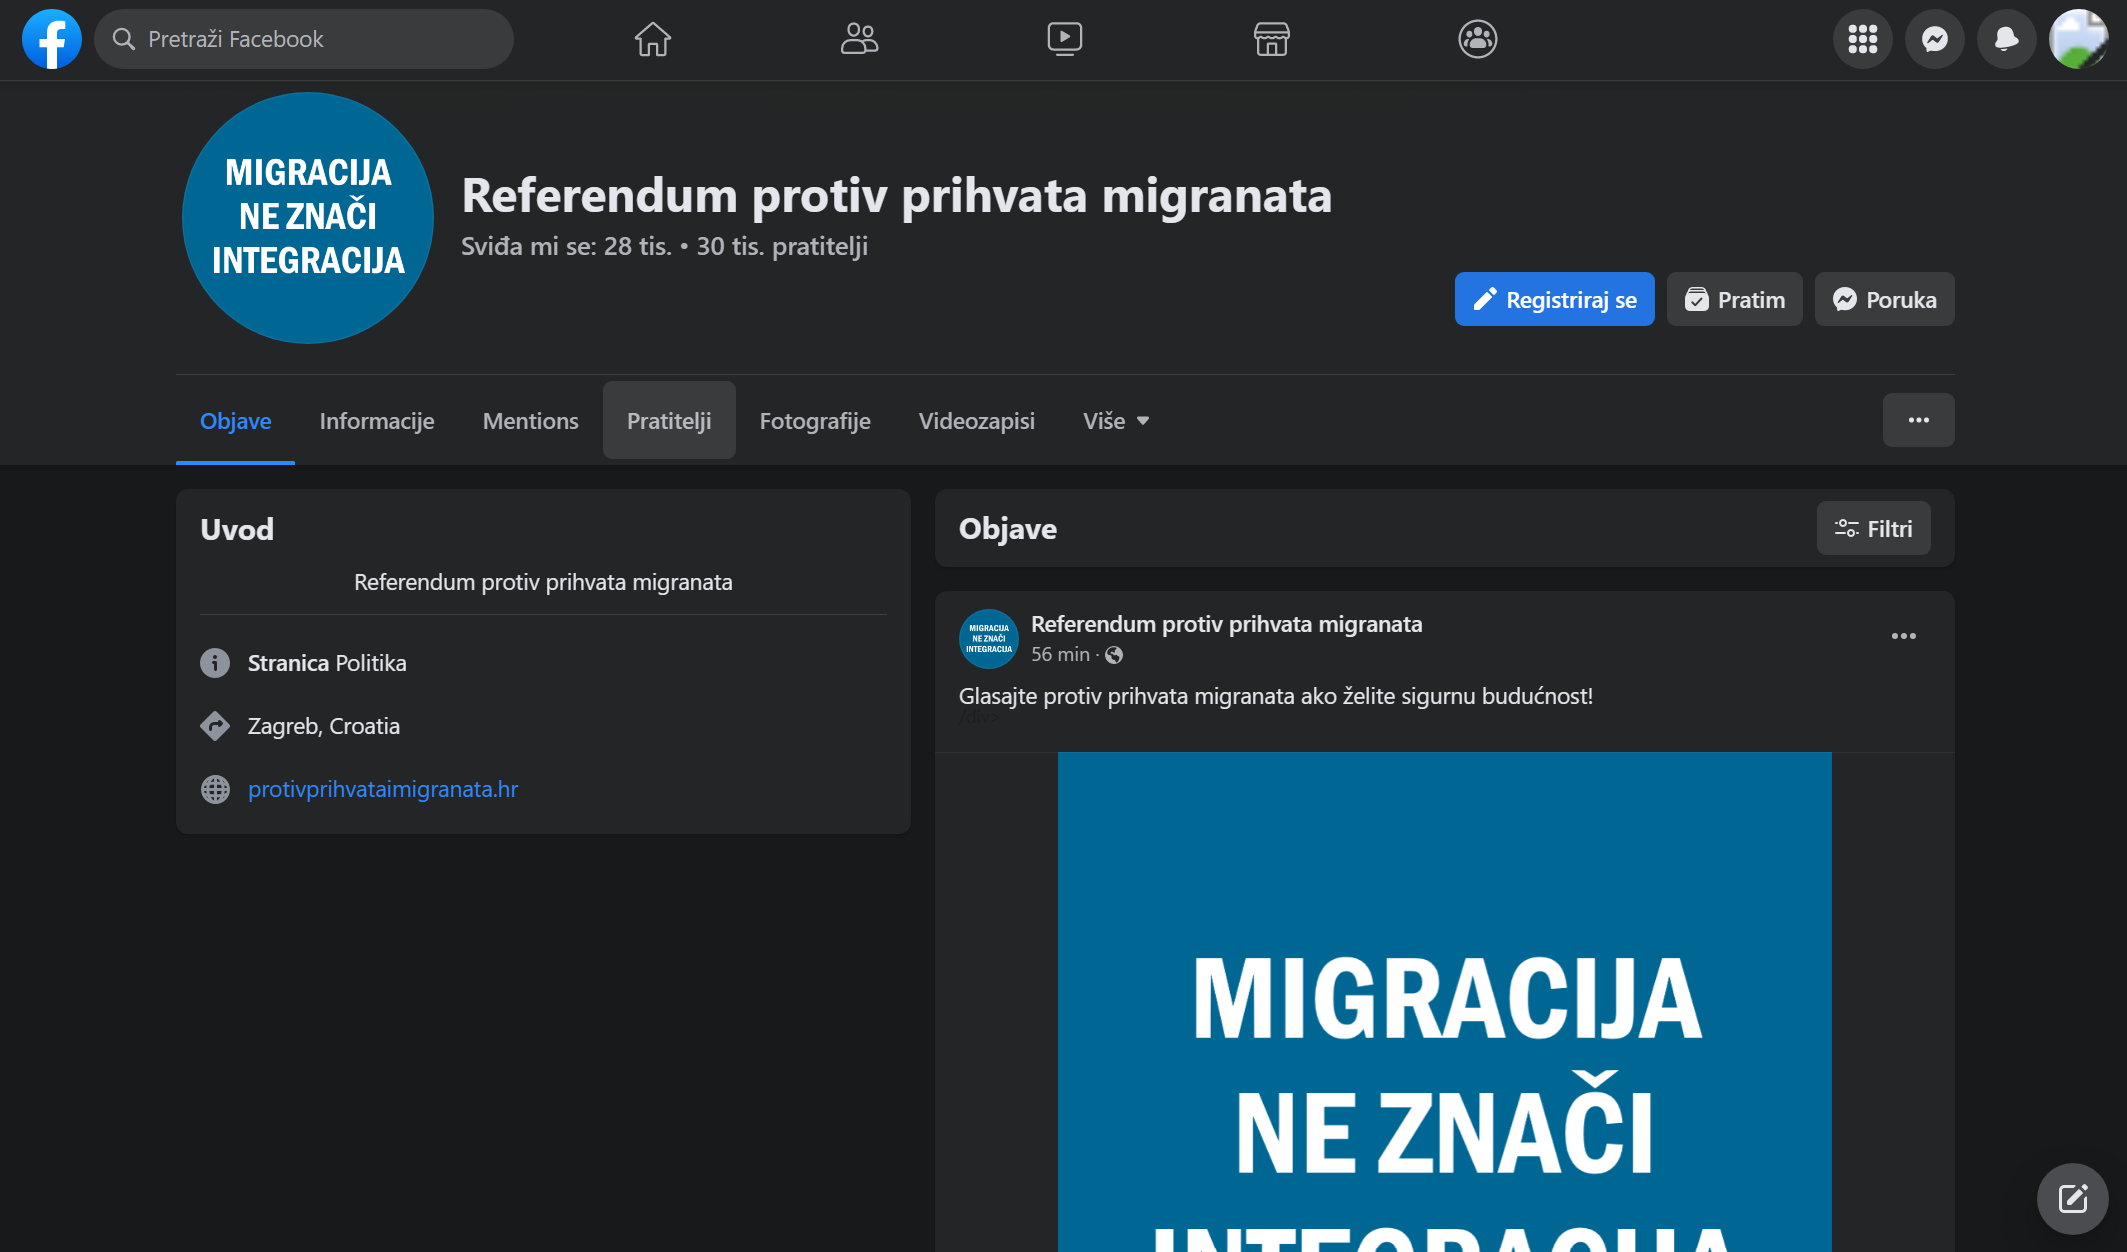 Pretraži Facebook
MIGRACIJA
NE ZNAČI
INTEGRACIJA
Referendum protiv prihvata migranata
Sviđa mi se: 28 tis. • 30 tis. pratitelji
Registriraj se
Pratim
Poruka
Objave
Informacije
Mentions
Pratitelji
Fotografije
Videozapisi
Više
Uvod
Referendum protiv prihvata migranata
Stranica Politika
Zagreb, Croatia
protivprihvataimigranata.hr
Objave
Filtri
MIGRACIJA
NE ZNAČI
INTEGRACIJA
Referendum protiv prihvata migranata
56 min ·
Glasajte protiv prihvata migranata ako želite sigurnu budućnost!
/div>
MIGRACIJA
NE ZNAČI
INTEGRACIJA